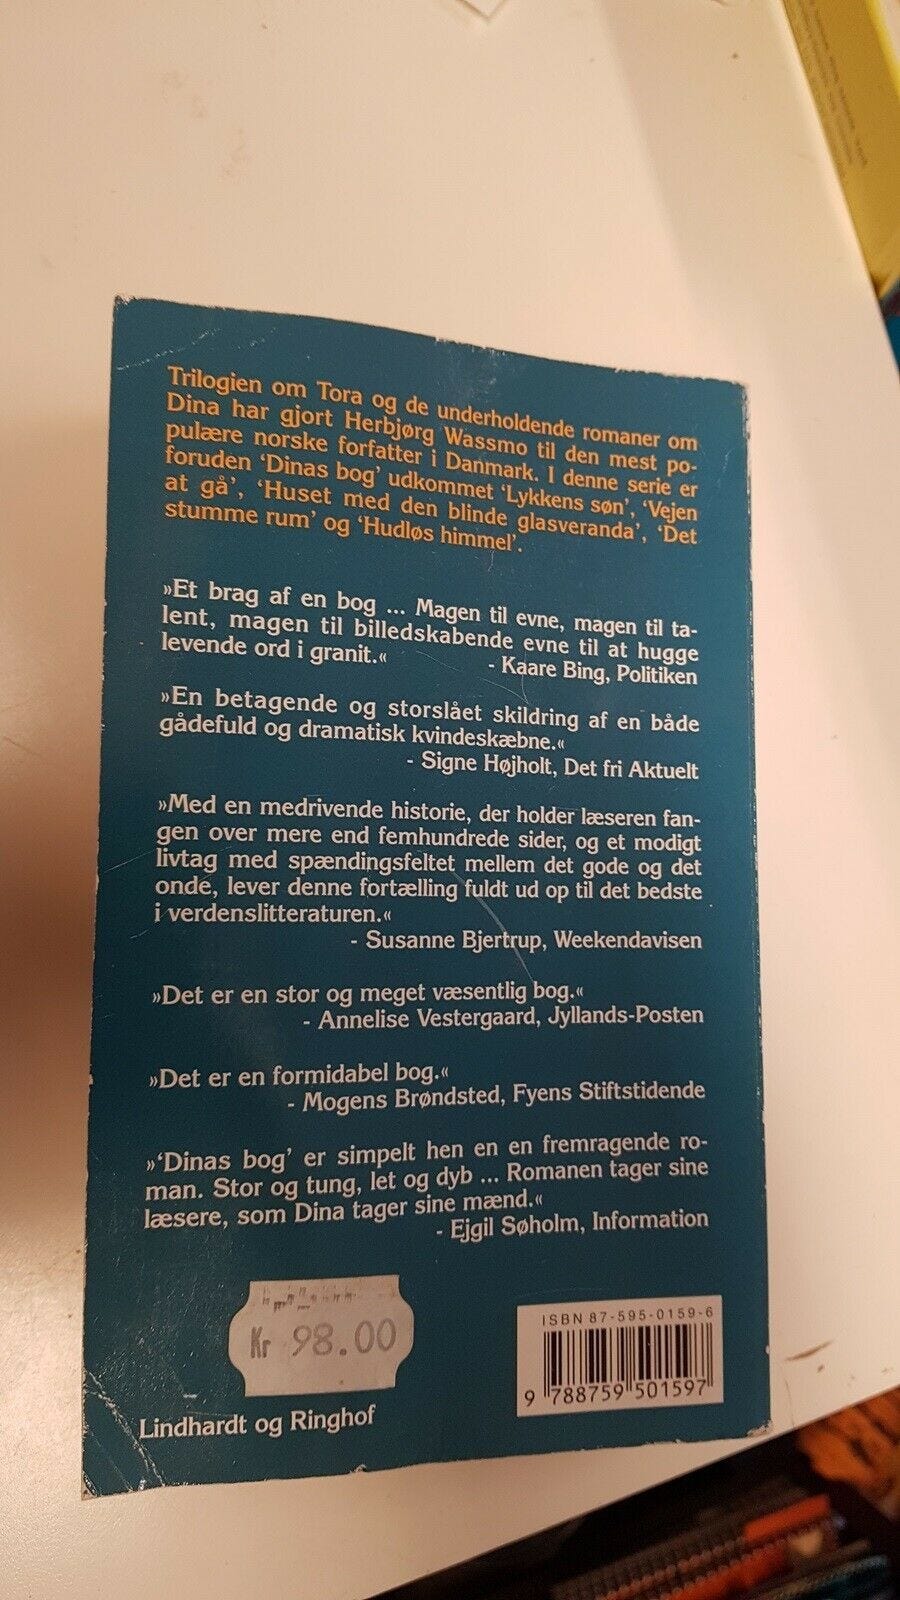 Trilogien om Tora og de underholdende romaner om
Dina har gjort Herbjørg Wassmo til den mest po-
pulære norske forfatter i Danmark. I denne serie er
foruden ‘Dinas bog’ udkommet ‘Lykkens søn’, ‘Vejen
at gå’, ‘Huset med den blinde glasveranda’, ‘Det
stumme rum’ og ‘Hudløs himmel’.
»Et brag af en bog ... Magen til evne, magen til ta-
lent, magen til billedskabende evne til at hugge
levende ord i granit.«
- Kaare Bing, Politiken
»En betagende og storslået skildring af en både
gådefuld og dramatisk kvindeskæbne.«
- Signe Højholt, Det fri Aktuelt
»Med en medrivende historie, der holder læseren fan-
gen over mere end femhundrede sider, og et modigt
livtag med spændingsfeltet mellem det gode og det
onde, lever denne fortælling fuldt ud op til det bedste
i verdenslitteraturen.«
- Susanne Bjertrup, Weekendavisen
»Det er en stor og meget væsentlig bog.«
- Annelise Vestergaard, Jyllands-Posten
»Det er en formidabel bog.«
- Mogens Brøndsted, Fyens Stiftstidende
»‘Dinas bog’ er simpelt hen en en fremragende ro-
man. Stor og tung, let og dyb ... Romanen tager sine
læsere, som Dina tager sine mænd.«
- Ejgil Søholm, Information
Kr 98.00
ISBN 87-595-0159-6
9 788759 501597
Lindhardt og Ringhof